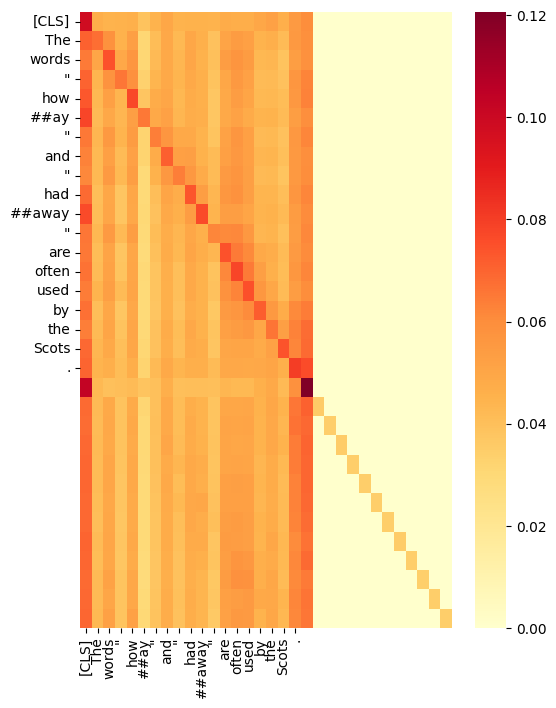 [CLS]
The
words
"
how
##ay
"
and
"
had
##away
"
are
often
used
by
the
Scots
.
0.12
0.10
0.08
0.06
0.04
0.02
0.00
[CLS]
The
words
"
how
##ay
"
and
"
had
##away
"
are
often
used
by
the
Scots
.